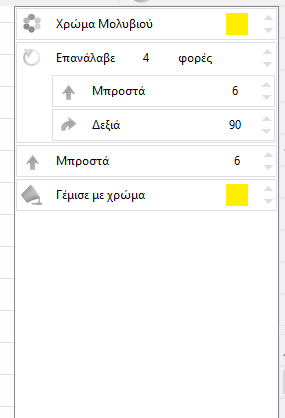 Χρώμα Μολυβιού
Επανάλαβε 4 φορές
Μπροστά 6
Δεξιά 90
Μπροστά 6
Γέμισε με χρώμα